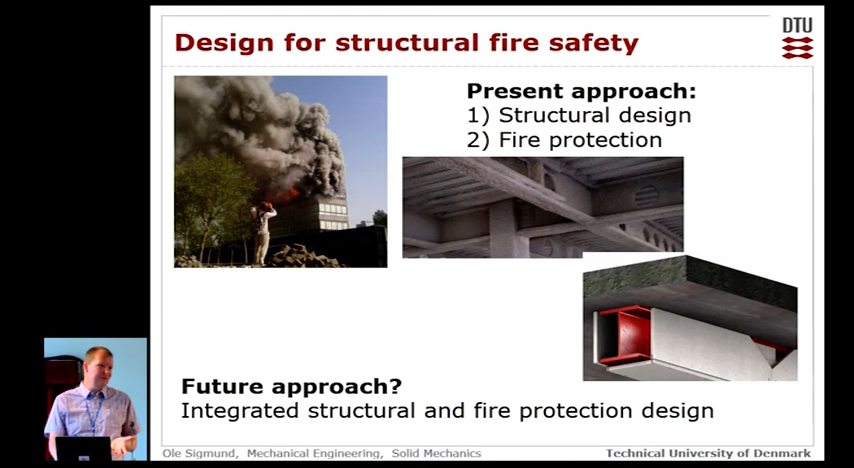 DTU
Design for structural fire safety
Present approach:
1) Structural design
2) Fire protection
Future approach?
Integrated structural and fire protection design
Ole Sigmund, Mechanical Engineering, Solid Mechanics
Technical University of Denmark